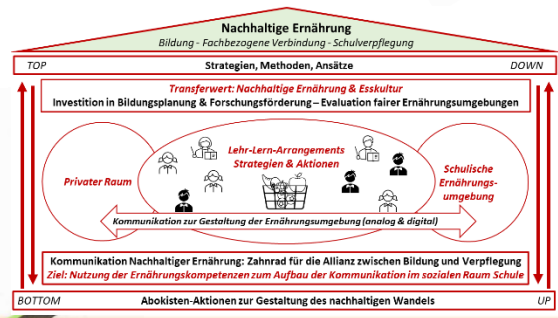 Nachhaltige Ernährung
Bildung - Fachbezogene Verbindung - Schulverpflegung
TOP Strategien, Methoden, Ansätze DOWN
Transferwert: Nachhaltige Ernährung & Esskultur
Investition in Bildungsplanung & Forschungsförderung – Evaluation fairer Ernährungsumgebungen
Lehr-Lern-Arrangements
Strategien & Aktionen
Privater Raum
Schulische
Ernährungs-
umgebung
Kommunikation zur Gestaltung der Ernährungsumgebung (analog & digital)
Kommunikation Nachhaltiger Ernährung: Zahnrad für die Allianz zwischen Bildung und Verpflegung
Ziel: Nutzung der Ernährungskompetenzen zum Aufbau der Kommunikation im sozialen Raum Schule
BOTTOM Abokisten-Aktionen zur Gestaltung des nachhaltigen Wandels UP